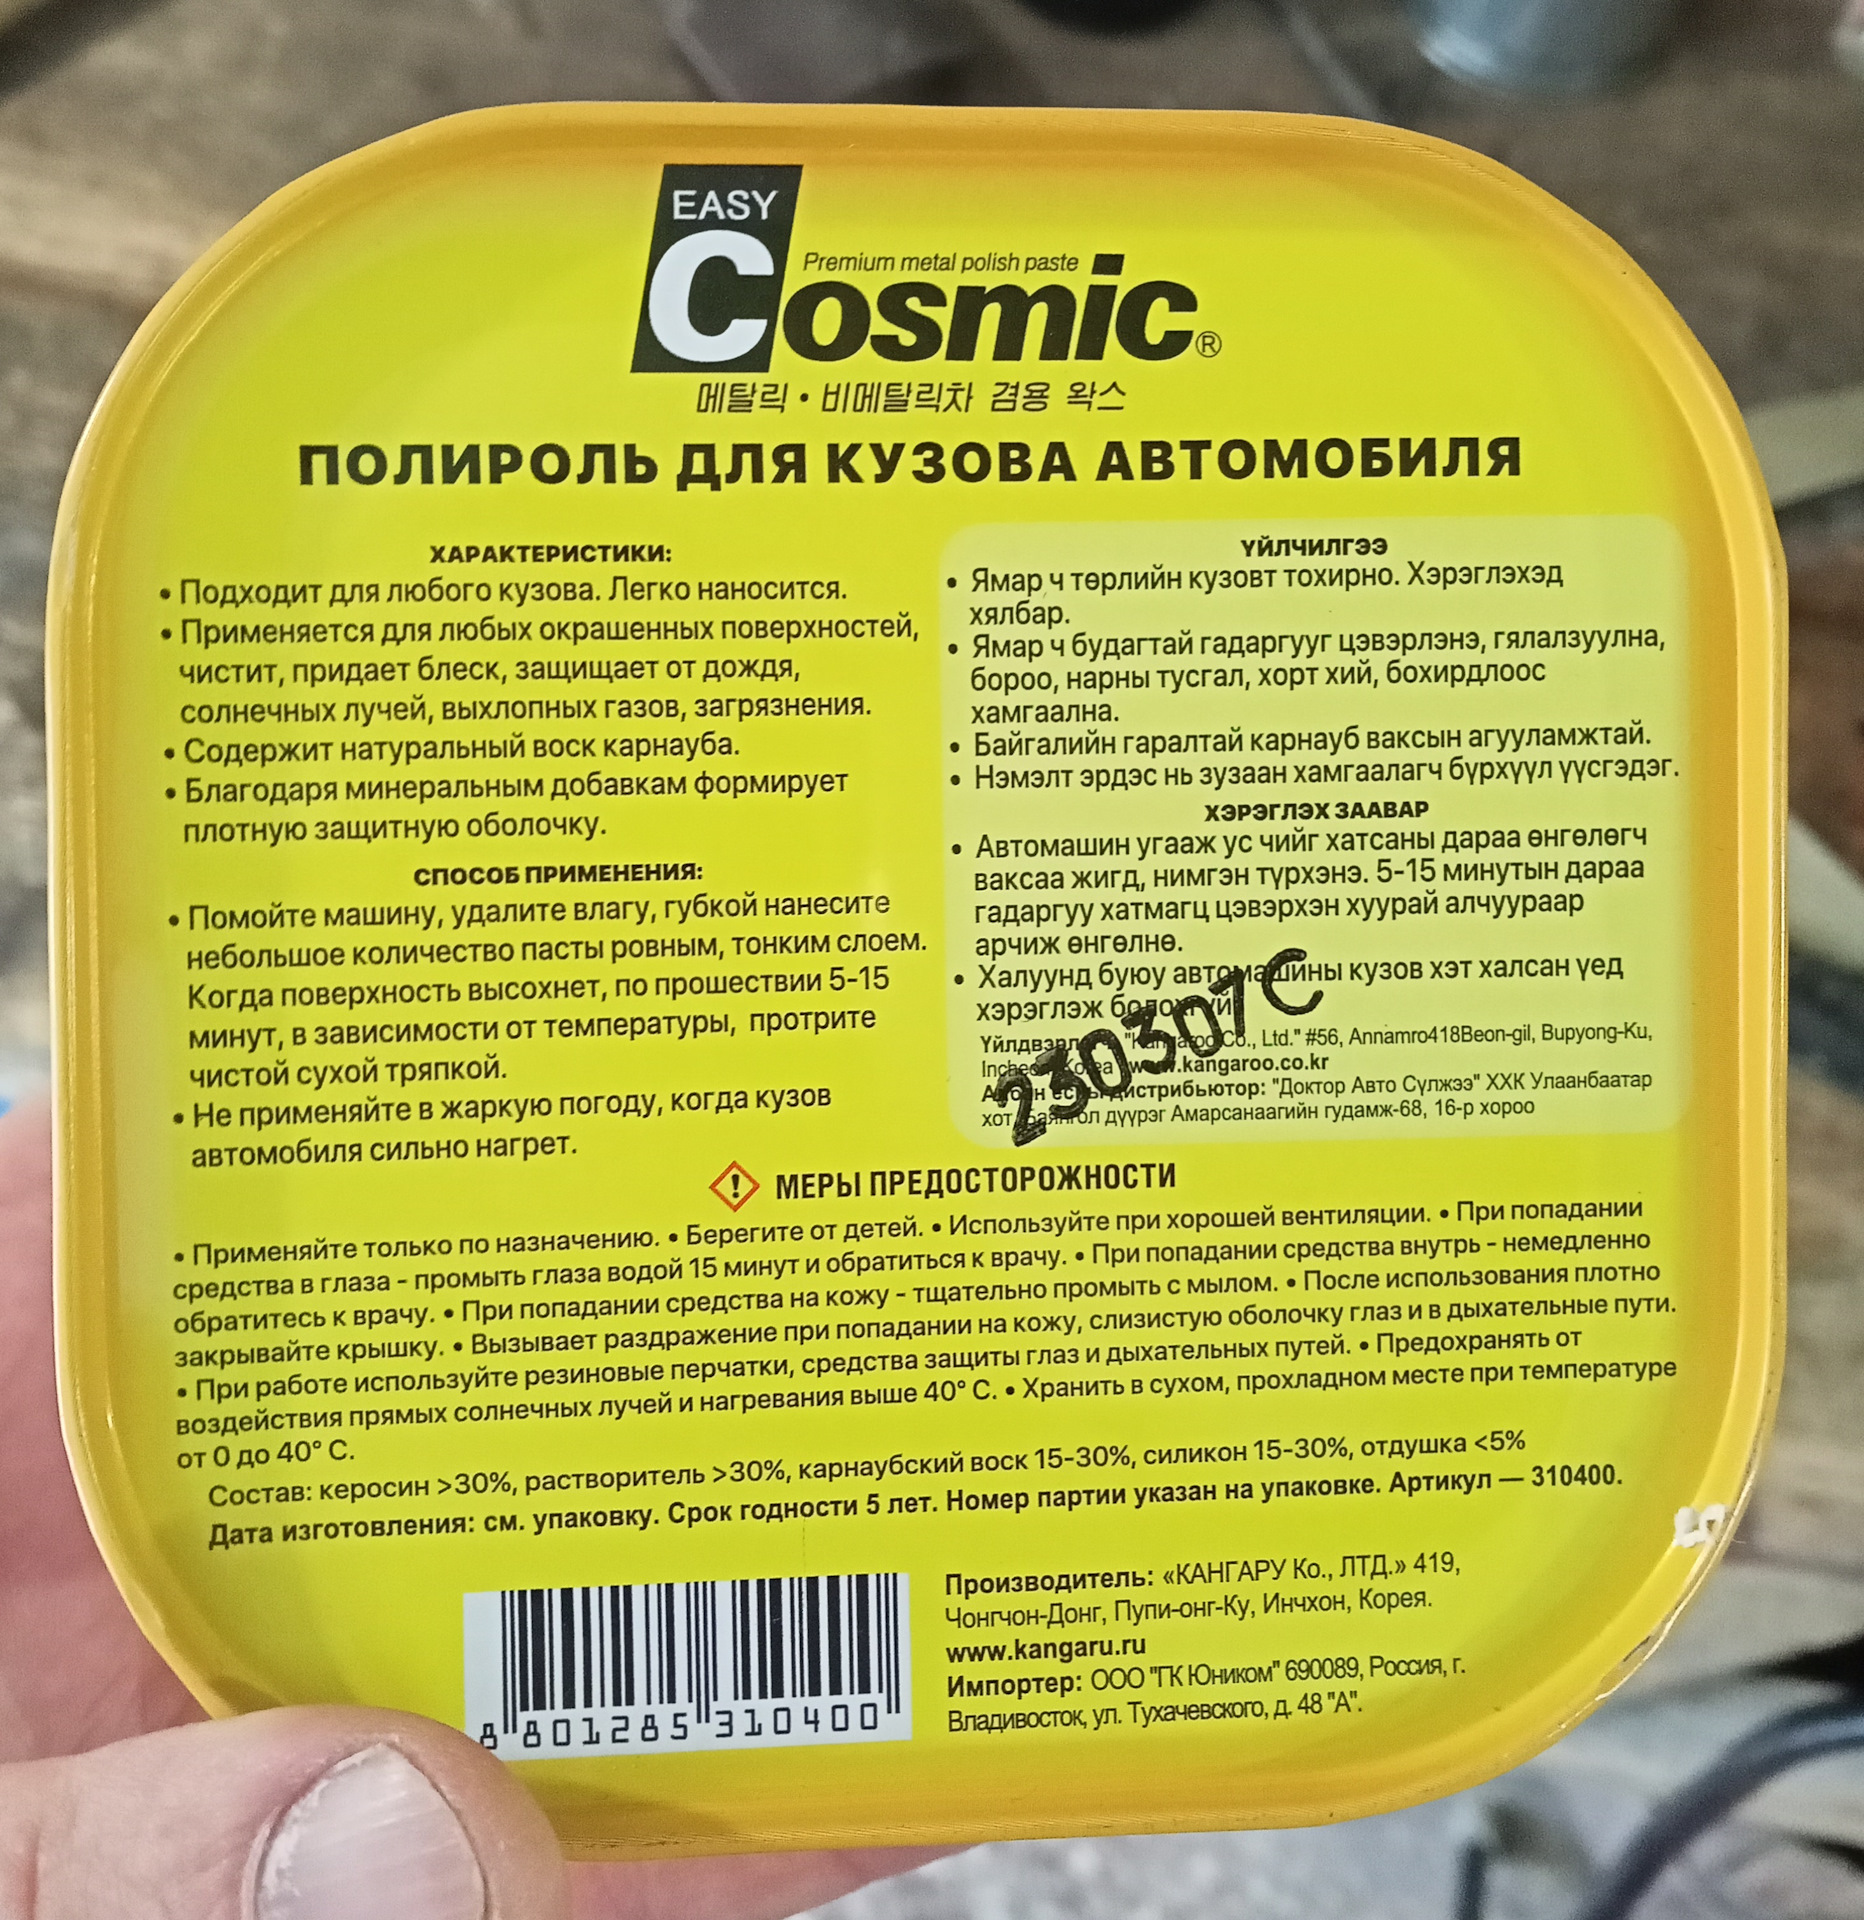 EASY
Premium metal polish paste
Cosmic®
메탈릭 • 비메탈릭차 겸용 왁스
ПОЛИРОЛЬ ДЛЯ КУЗОВА АВТОМОБИЛЯ
ХАРАКТЕРИСТИКИ:
• Подходит для любого кузова. Легко наносится.
• Применяется для любых окрашенных поверхностей,
чистит, придает блеск, защищает от дождя,
солнечных лучей, выхлопных газов, загрязнения.
• Содержит натуральный воск карнауба.
• Благодаря минеральным добавкам формирует
плотную защитную оболочку.
СПОСОБ ПРИМЕНЕНИЯ:
• Помойте машину, удалите влагу, губкой нанесите
небольшое количество пасты ровным, тонким слоем.
Когда поверхность высохнет, по прошествии 5-15
минут, в зависимости от температуры, протрите
чистой сухой тряпкой.
• Не применяйте в жаркую погоду, когда кузов
автомобиля сильно нагрет.
ҮЙЛЧИЛГЭЭ
• Ямар ч төрлийн кузовт тохирно. Хэрэглэхэд
хялбар.
• Ямар ч будагтай гадаргууг цэвэрлэнэ, гялалзуулна,
бороо, нарны тусгал, хорт хий, бохирдлоос
хамгаална.
• Байгалийн гаралтай карнауб ваксын агууламжтай.
• Нэмэлт эрдэс нь зузаан хамгаалагч бүрхүүл үүсгэдэг.
ХЭРЭГЛЭХ ЗААВАР
• Автомашин угааж ус чийг хатсаны дараа өнгөлөгч
ваксаа жигд, нимгэн түрхэнэ. 5-15 минутын дараа
гадаргуу хатмагц цэвэрхэн хуурай алчуураар
арчиж өнгөлнө.
• Халуунд буюу автомашины кузов хэт халсан үед
хэрэглэж болохгүй
Co., Ltd." #56, Annamro418Beon-gil, Bupyong-Ku,
Incheon Korea www.kangaroo.co.kr
дистрибьютор: "Доктор Авто Сүлжээ" ХХК Улаанбаатар
хот, Баянгол дүүрэг Амарсанаагийн гудамж-68, 16-р хороо
230307C
МЕРЫ ПРЕДОСТОРОЖНОСТИ
• Применяйте только по назначению. • Берегите от детей. • Используйте при хорошей вентиляции. • При попадании
средства в глаза - промыть глаза водой 15 минут и обратиться к врачу. • При попадании средства внутрь - немедленно
обратитесь к врачу. • При попадании средства на кожу - тщательно промыть с мылом. • После использования плотно
закрывайте крышку. • Вызывает раздражение при попадании на кожу, слизистую оболочку глаз и в дыхательные пути.
• При работе используйте резиновые перчатки, средства защиты глаз и дыхательных путей. • Предохранять от
воздействия прямых солнечных лучей и нагревания выше 40° С. • Хранить в сухом, прохладном месте при температуре
от 0 до 40° С.
Состав: керосин >30%, растворитель >30%, карнаубский воск 15-30%, силикон 15-30%, отдушка <5%
Дата изготовления: см. упаковку. Срок годности 5 лет. Номер партии указан на упаковке. Артикул — 310400.
8 801285 310400
Производитель: «КАНГАРУ Ко., ЛТД.» 419,
Чонгчон-Донг, Пупи-онг-Ку, Инчхон, Корея.
www.kangaru.ru
Импортер: ООО "ГК Юником" 690089, Россия, г.
Владивосток, ул. Тухачевского, д. 48 "А".